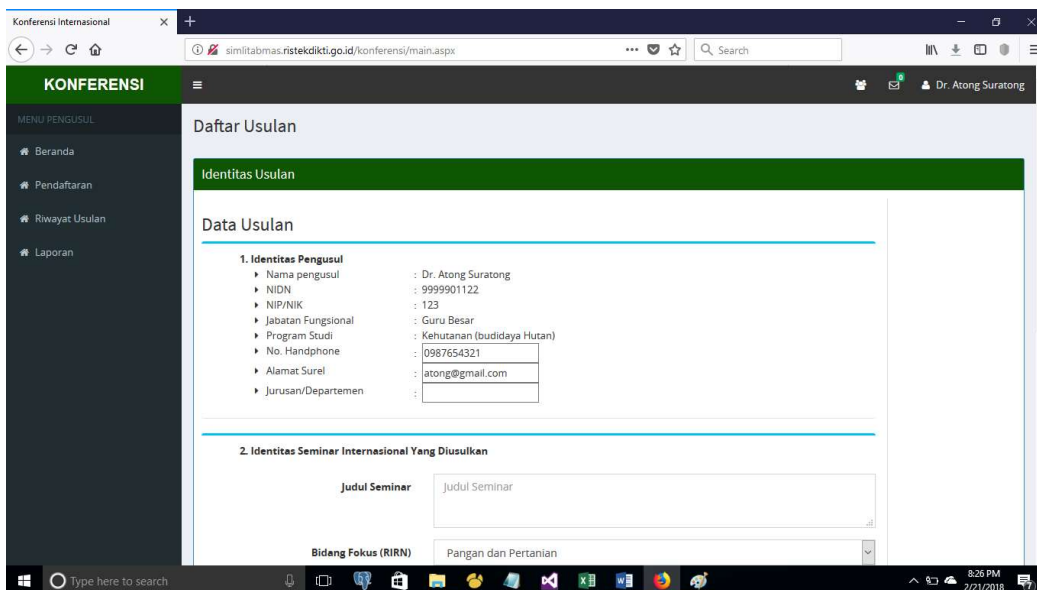 Konferensi Internasional
simlitabmas.ristekdikti.go.id/konferensi/main.aspx
Search
KONFERENSI
0
Dr. Atong Suratong
MENU PENGUSUL
Beranda
Pendaftaran
Riwayat Usulan
Laporan
Daftar Usulan
Identitas Usulan
Data Usulan
1. Identitas Pengusul
Nama pengusul : Dr. Atong Suratong
NIDN : 9999901122
NIP/NIK : 123
Jabatan Fungsional : Guru Besar
Program Studi : Kehutanan (budidaya Hutan)
No. Handphone : 0987654321
Alamat Surel : atong@gmail.com
Jurusan/Departemen :
2. Identitas Seminar Internasional Yang Diusulkan
Judul Seminar Judul Seminar
Bidang Fokus (RIRN) Pangan dan Pertanian
Type here to search
8:26 PM
2/21/2018